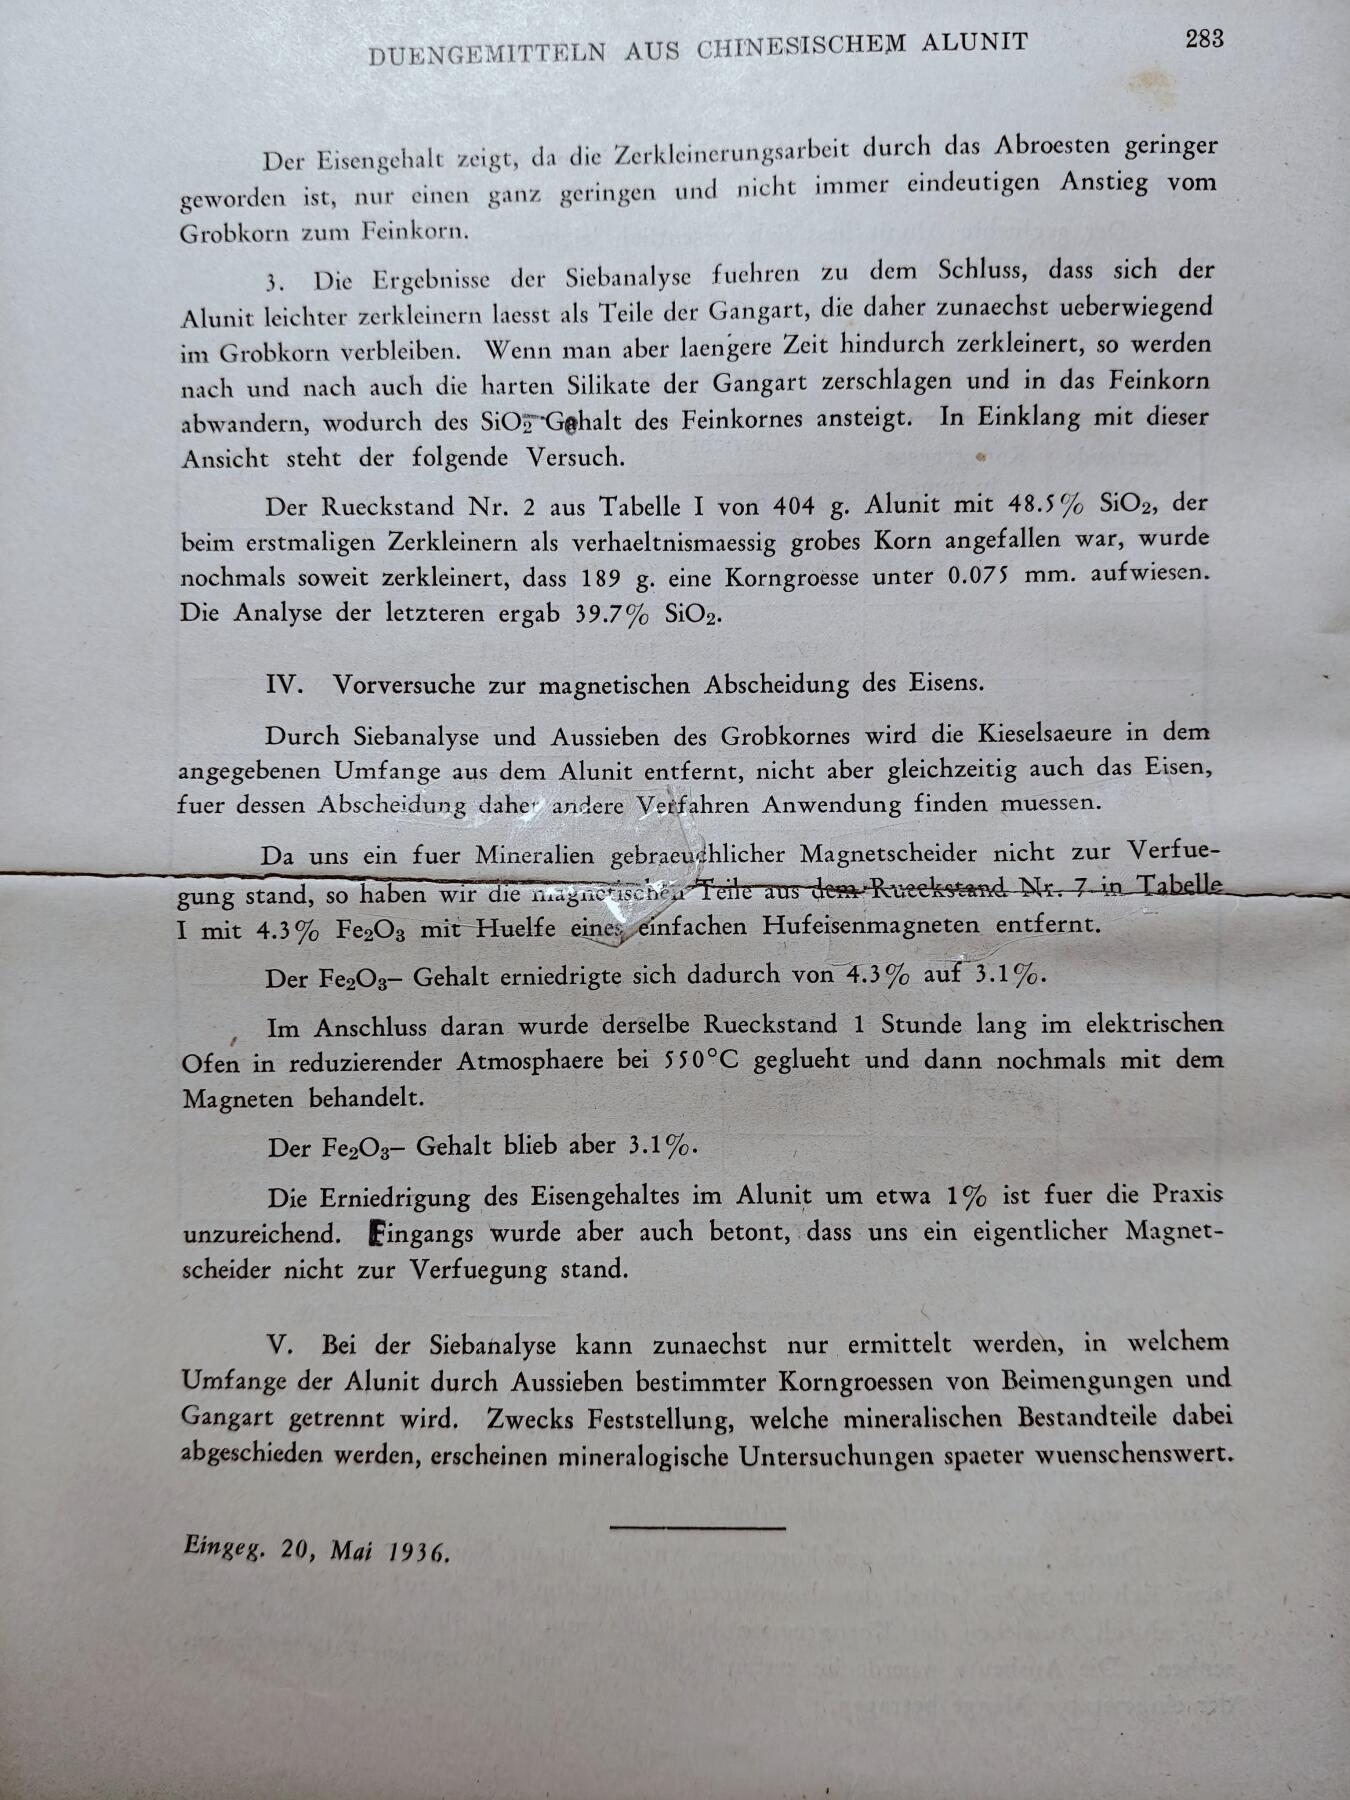 DUENGEMITTELN AUS CHINESISCHEM ALUNIT 283
Der Eisengehalt zeigt, da die Zerkleinerungsarbeit durch das Abroesten geringer
geworden ist, nur einen ganz geringen und nicht immer eindeutigen Anstieg vom
Grobkorn zum Feinkorn.
3. Die Ergebnisse der Siebanalyse fuehren zu dem Schluss, dass sich der
Alunit leichter zerkleinern laesst als Teile der Gangart, die daher zunaechst ueberwiegend
im Grobkorn verbleiben. Wenn man aber laengere Zeit hindurch zerkleinert, so werden
nach und nach auch die harten Silikate der Gangart zerschlagen und in das Feinkorn
abwandern, wodurch des SiO₂-Gehalt des Feinkornes ansteigt. In Einklang mit dieser
Ansicht steht der folgende Versuch.
Der Rueckstand Nr. 2 aus Tabelle I von 404 g. Alunit mit 48.5% SiO₂, der
beim erstmaligen Zerkleinern als verhaeltnismaessig grobes Korn angefallen war, wurde
nochmals soweit zerkleinert, dass 189 g. eine Korngroesse unter 0.075 mm. aufwiesen.
Die Analyse der letzteren ergab 39.7% SiO₂.
IV. Vorversuche zur magnetischen Abscheidung des Eisens.
Durch Siebanalyse und Aussieben des Grobkornes wird die Kieselsaeure in dem
angegebenen Umfange aus dem Alunit entfernt, nicht aber gleichzeitig auch das Eisen,
fuer dessen Abscheidung daher andere Verfahren Anwendung finden muessen.
Da uns ein fuer Mineralien gebraeuchlicher Magnetscheider nicht zur Verfue-
gung stand, so haben wir die magnetischen Teile aus dem Rueckstand Nr. 7 in Tabelle
I mit 4.3% Fe₂O₃ mit Huelfe eines einfachen Hufeisenmagneten entfernt.
Der Fe₂O₃– Gehalt erniedrigte sich dadurch von 4.3% auf 3.1%.
Im Anschluss daran wurde derselbe Rueckstand 1 Stunde lang im elektrischen
Ofen in reduzierender Atmosphaere bei 550°C geglueht und dann nochmals mit dem
Magneten behandelt.
Der Fe₂O₃– Gehalt blieb aber 3.1%.
Die Erniedrigung des Eisengehaltes im Alunit um etwa 1% ist fuer die Praxis
unzureichend. Eingangs wurde aber auch betont, dass uns ein eigentlicher Magnet-
scheider nicht zur Verfuegung stand.
V. Bei der Siebanalyse kann zunaechst nur ermittelt werden, in welchem
Umfange der Alunit durch Aussieben bestimmter Korngroessen von Beimengungen und
Gangart getrennt wird. Zwecks Feststellung, welche mineralischen Bestandteile dabei
abgeschieden werden, erscheinen mineralogische Untersuchungen spaeter wuenschenswert.
Eingeg. 20, Mai 1936.